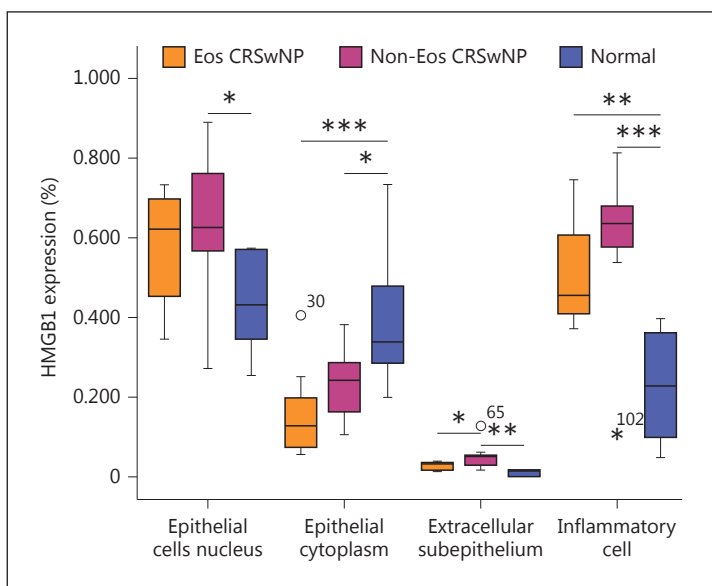 Eos CRSwNP Non-Eos CRSwNP Normal
HMGB1 expression (%)
1.000
0.800
0.600
0.400
0.200
0
*
***
*
30
*
65
**
**
***
102
*
Epithelial
cells nucleus
Epithelial
cytoplasm
Extracellular
subepithelium
Inflammatory
cell